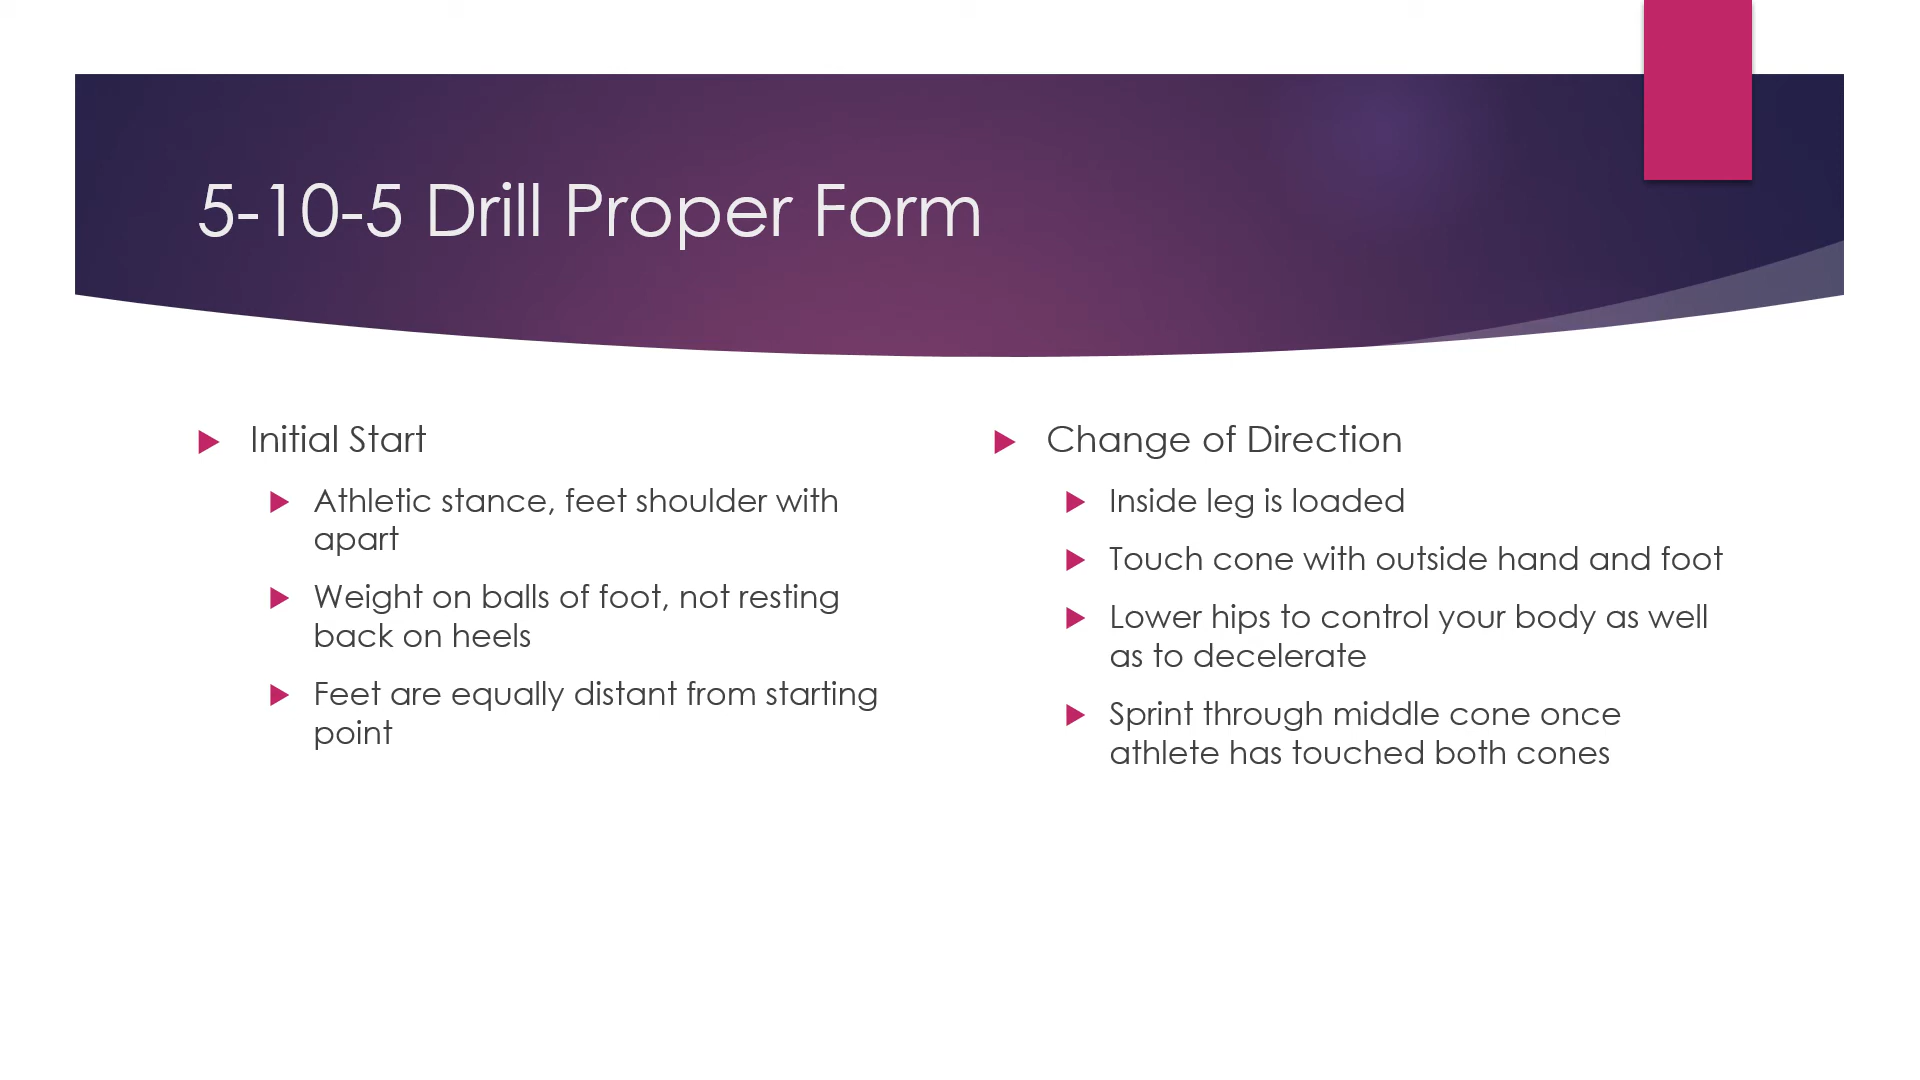 5-10-5 Drill Proper Form
Initial Start
Athletic stance, feet shoulder with
apart
Weight on balls of foot, not resting
back on heels
Feet are equally distant from starting
point
Change of Direction
Inside leg is loaded
Touch cone with outside hand and foot
Lower hips to control your body as well
as to decelerate
Sprint through middle cone once
athlete has touched both cones